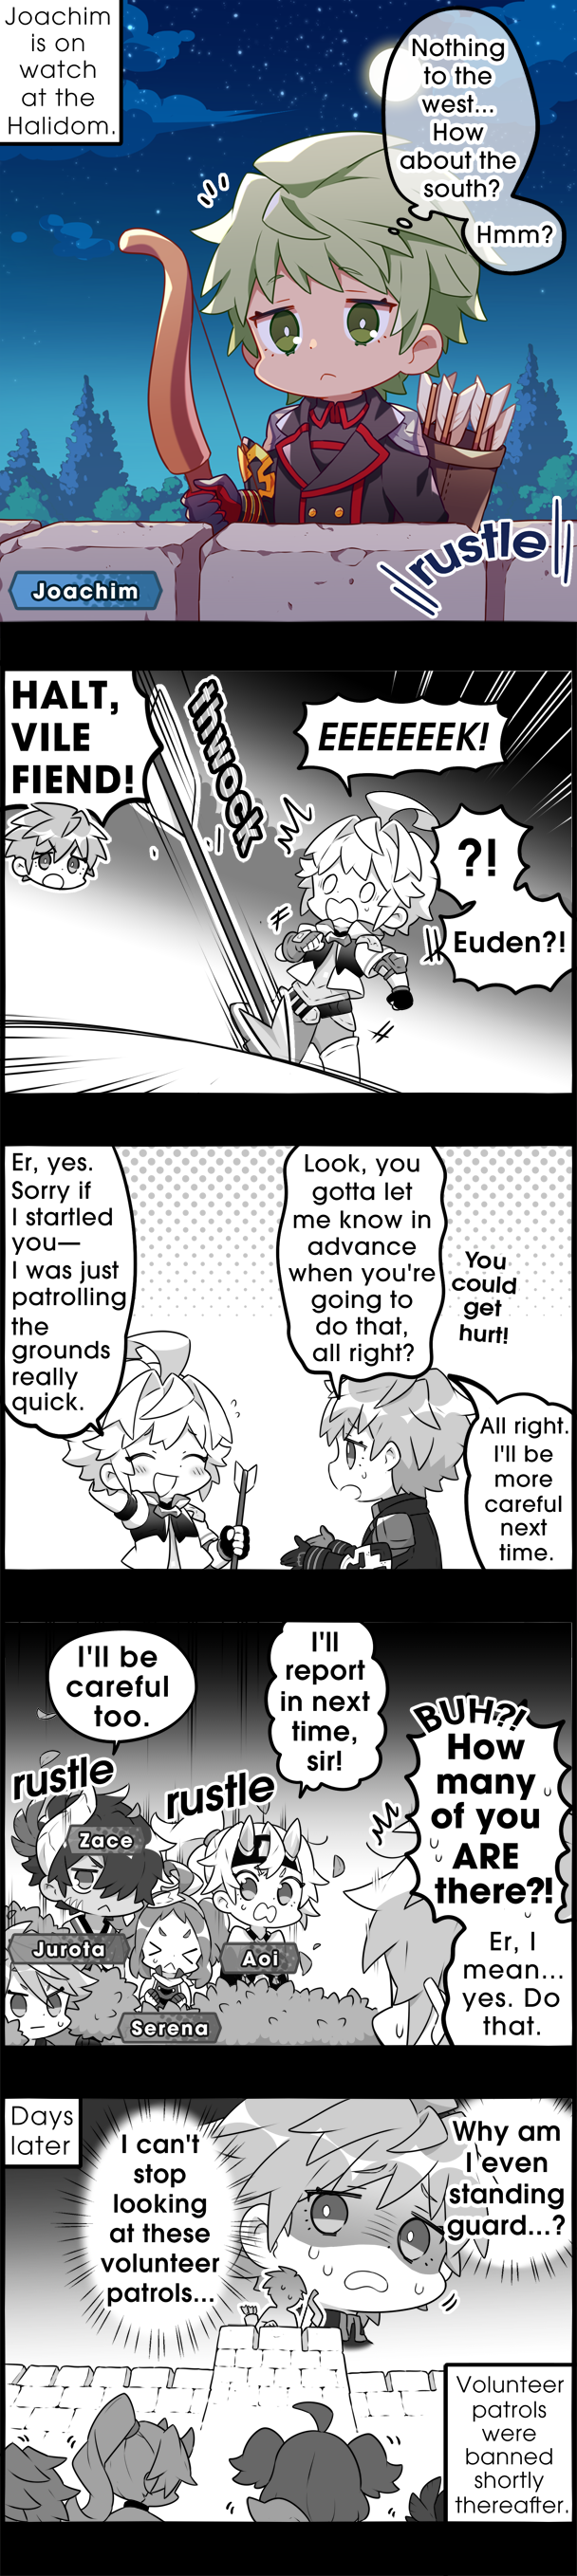 Joachim
is on
watch
at the
Halidom.
Nothing
to the
west...
How
about the
south?
Hmm?
rustle
Joachim
HALT,
VILE
FIEND!
thwock
EEEEEEEK!
?!
Euden?!
Er, yes.
Sorry if
I startled
you—
I was just
patrolling
the
grounds
really
quick.
Look, you
gotta let
me know in
advance
when you're
going to
do that,
all right?
You
could
get
hurt!
All right.
I'll be
more
careful
next
time.
I'll be
careful
too.
I'll
report
in next
time,
sir!
BUH?!
How
many
of you
ARE
there?!
Er, I
mean...
yes. Do
that.
rustle
rustle
Zace
Jurota
Aoi
Serena
Days
later
I can't
stop
looking
at these
volunteer
patrols...
Why am
I even
standing
guard...?
Volunteer
patrols
were
banned
shortly
thereafter.